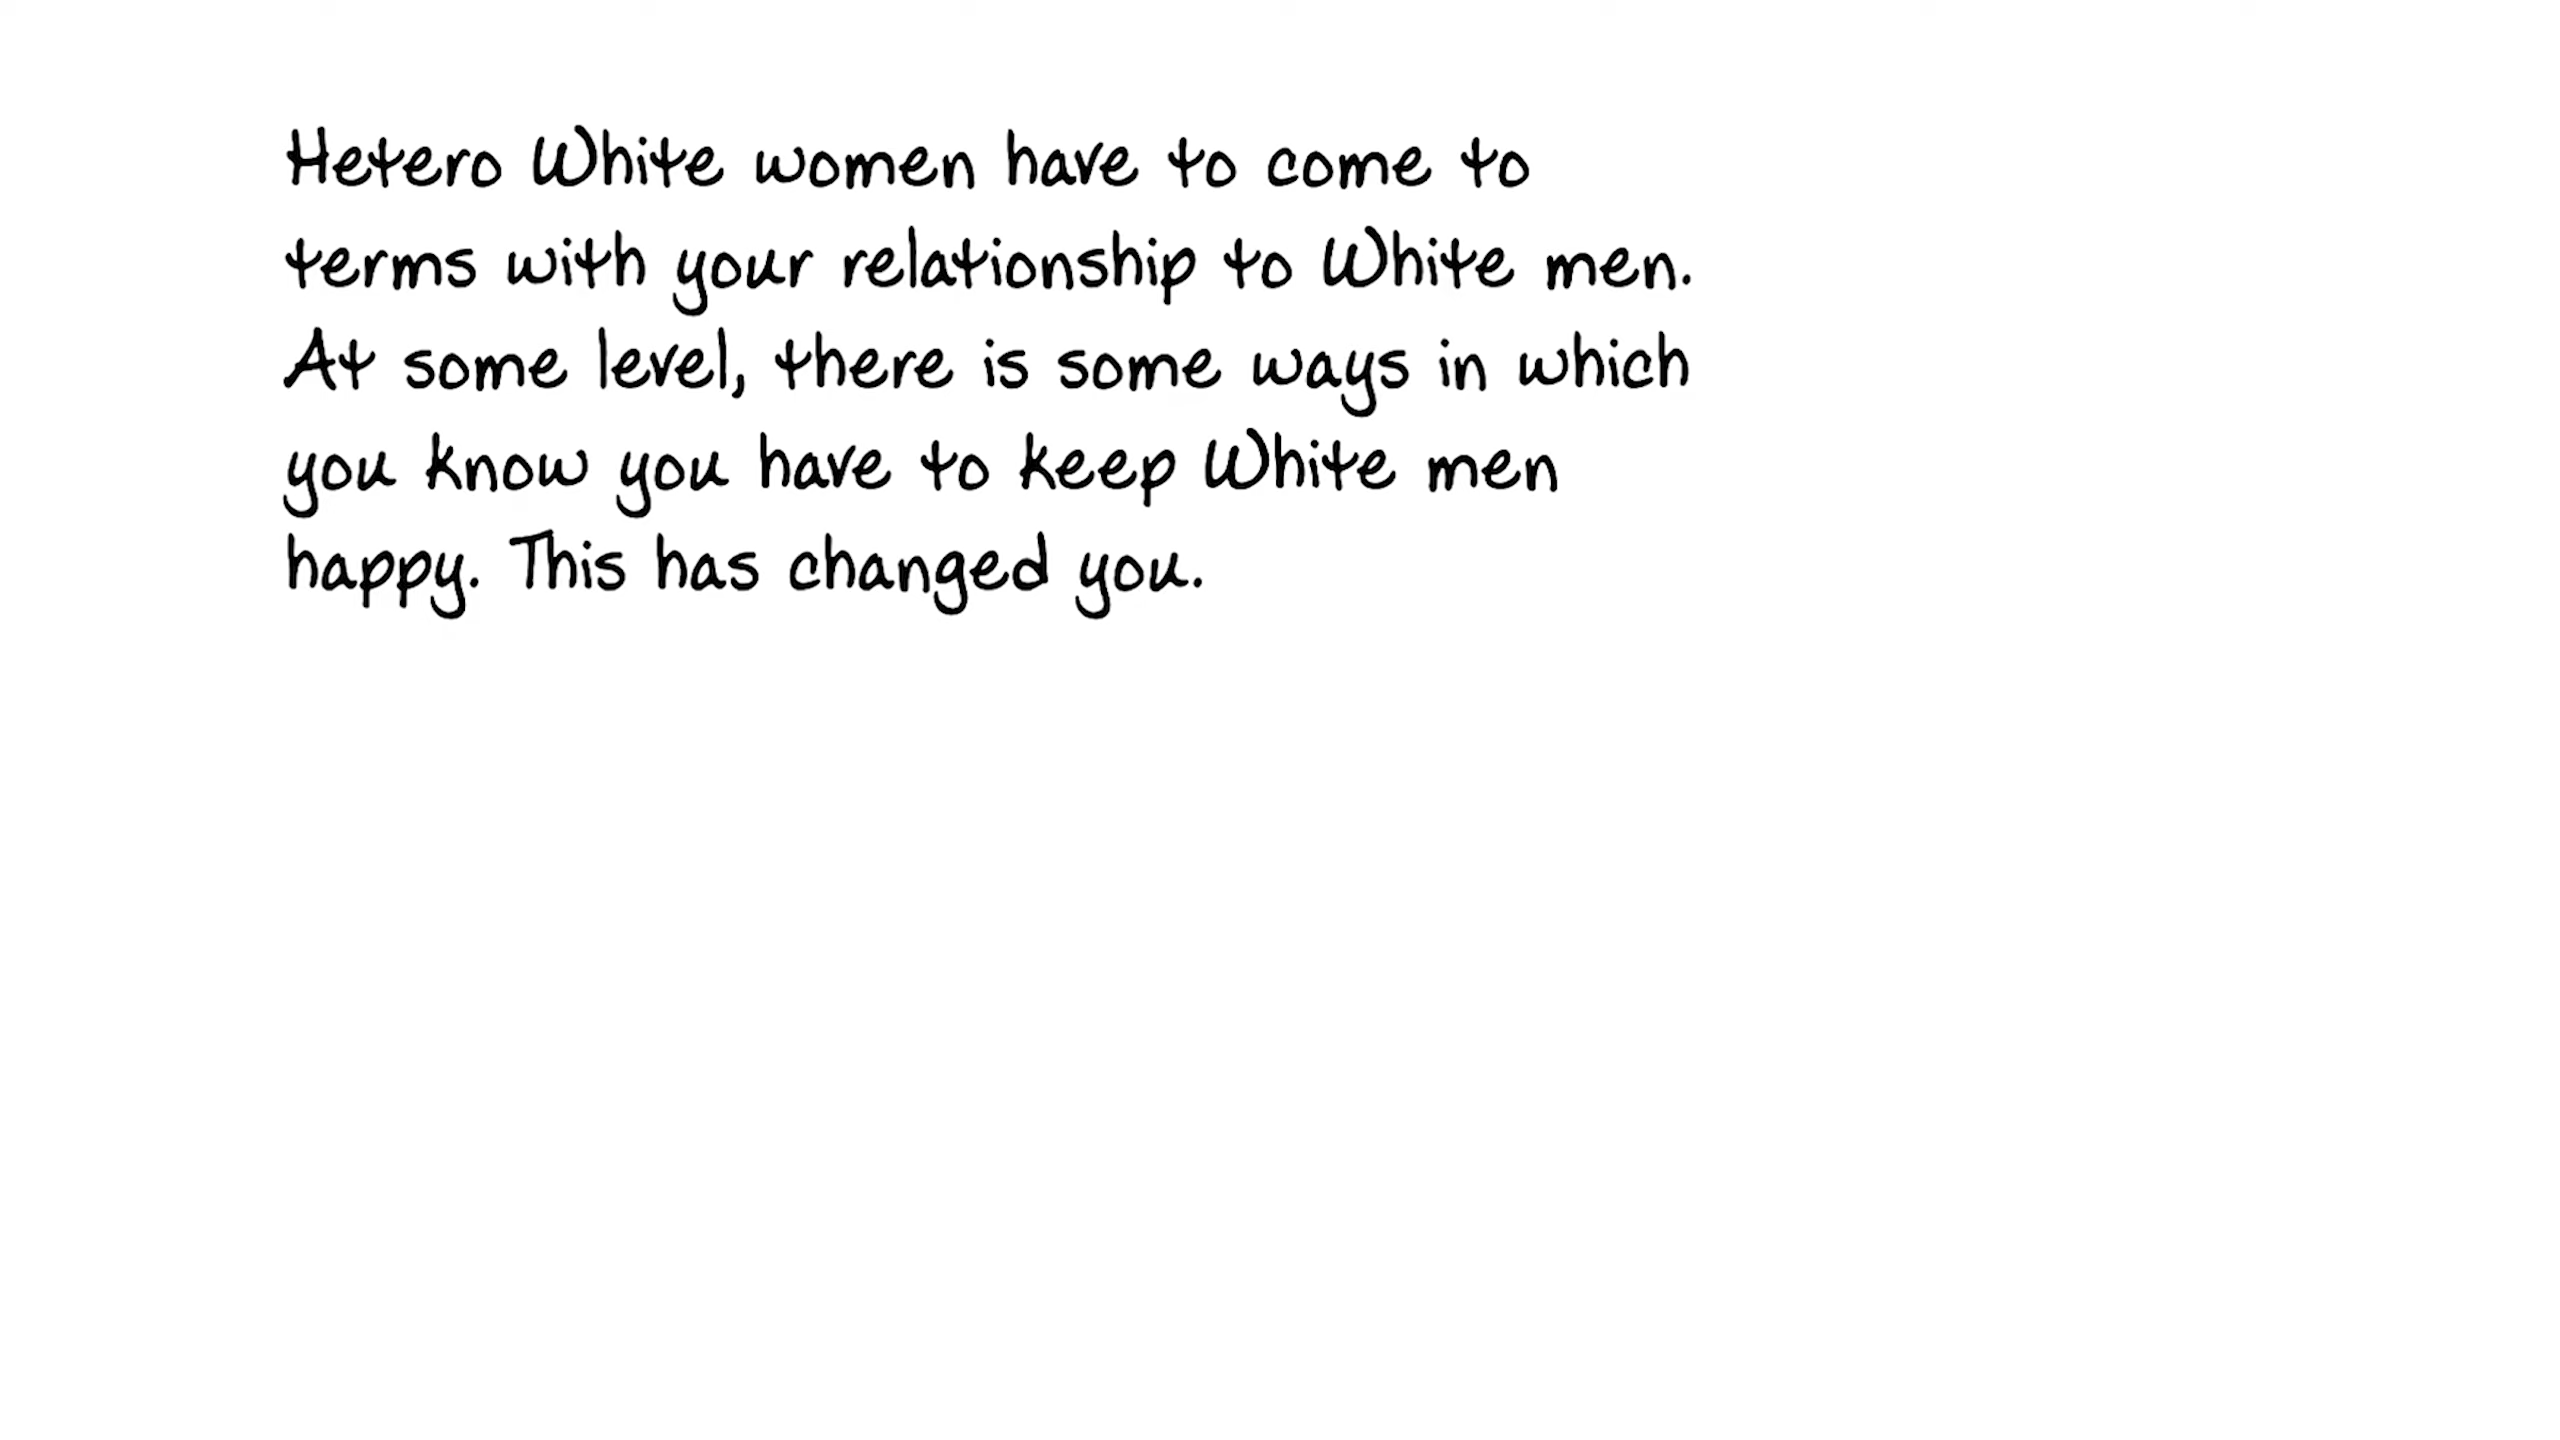 Hetero White women have to come to
terms with your relationship to White men.
At some level, there is some ways in which
you know you have to keep White men
happy. This has changed you.